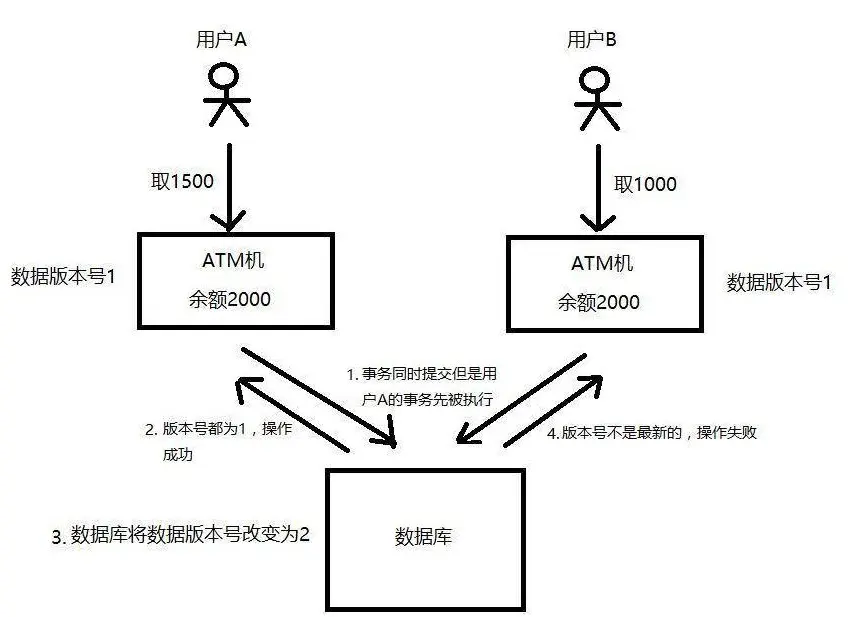 用户A
用户B
取1500
取1000
ATM机
余额2000
ATM机
余额2000
数据版本号1
数据版本号1
1. 事务同时提交但是用
户A的事务先被执行
2. 版本号都为1，操作
成功
4.版本号不是最新的，操作失败
3. 数据库将数据版本号改变为2
数据库